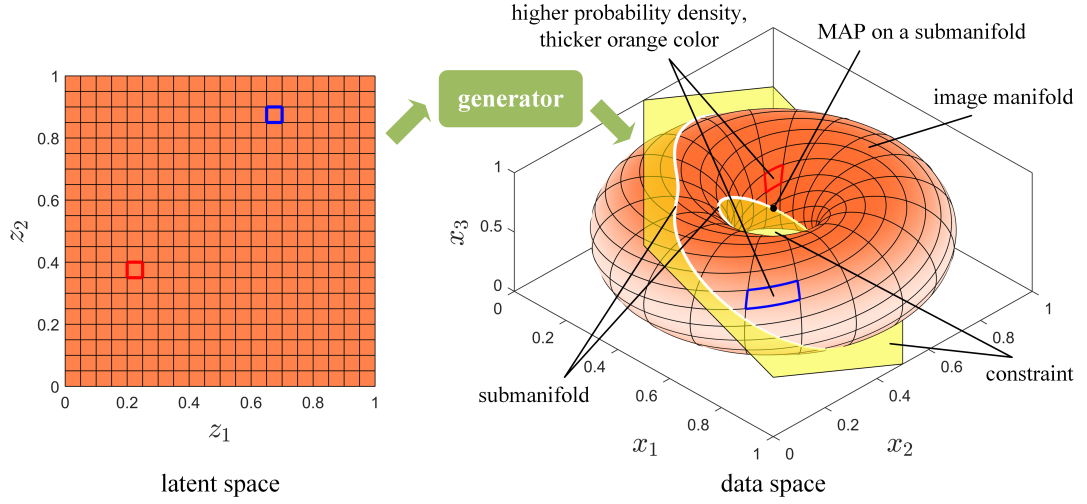 higher probability density,
thicker orange color
MAP on a submanifold
image manifold
generator
1
0.8
0.6
0.4
0.2
0
z2
0
0.2
0.4
0.6
0.8
1
z1
latent space
1
0.5
0
x3
0
0.2
0.4
0.6
0.8
1
x1
0
0.2
0.4
0.6
0.8
1
x2
submanifold
constraint
data space